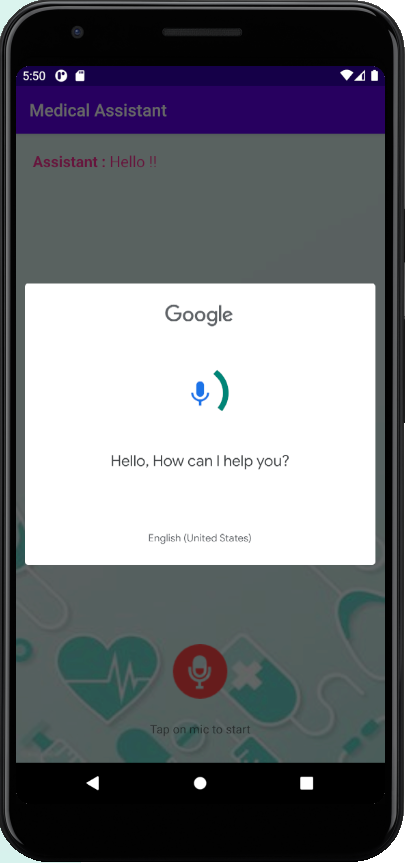 5:50
Medical Assistant
Assistant : Hello !!
Google
Hello, How can I help you?
English (United States)
Tap on mic to start